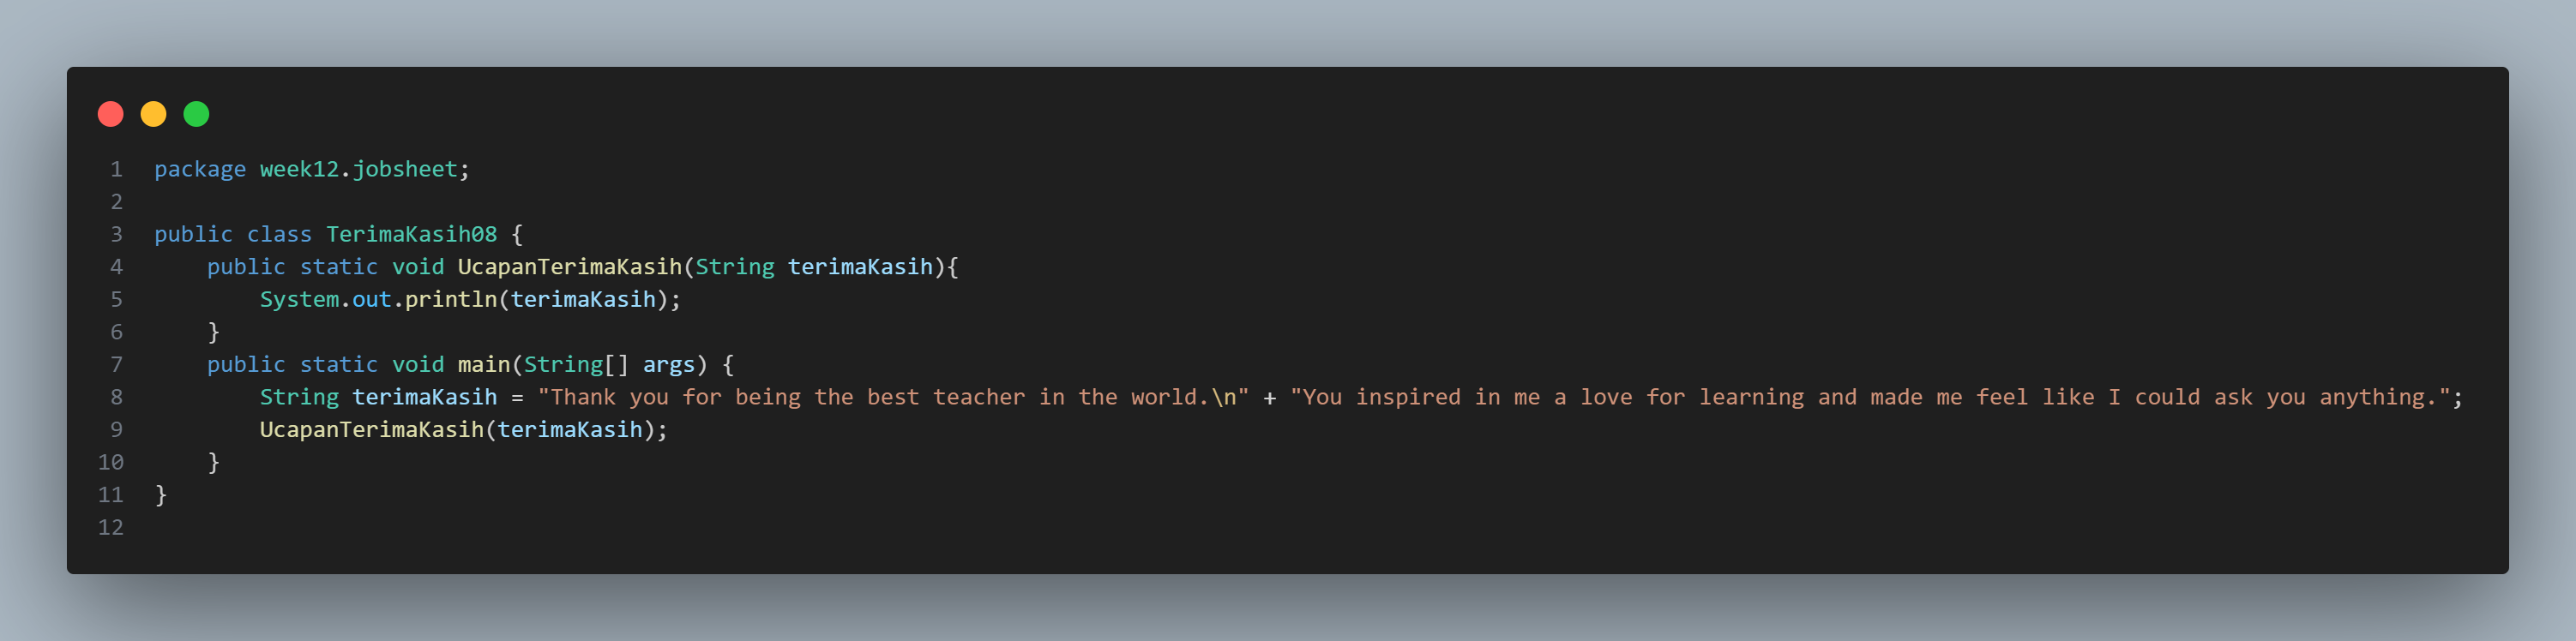 1 package week12.jobsheet;
2
3 public class TerimaKasih08 {
4     public static void UcapanTerimaKasih(String terimaKasih){
5         System.out.println(terimaKasih);
6     }
7     public static void main(String[] args) {
8         String terimaKasih = "Thank you for being the best teacher in the world.\n" + "You inspired in me a love for learning and made me feel like I could ask you anything.";
9         UcapanTerimaKasih(terimaKasih);
10     }
11 }
12